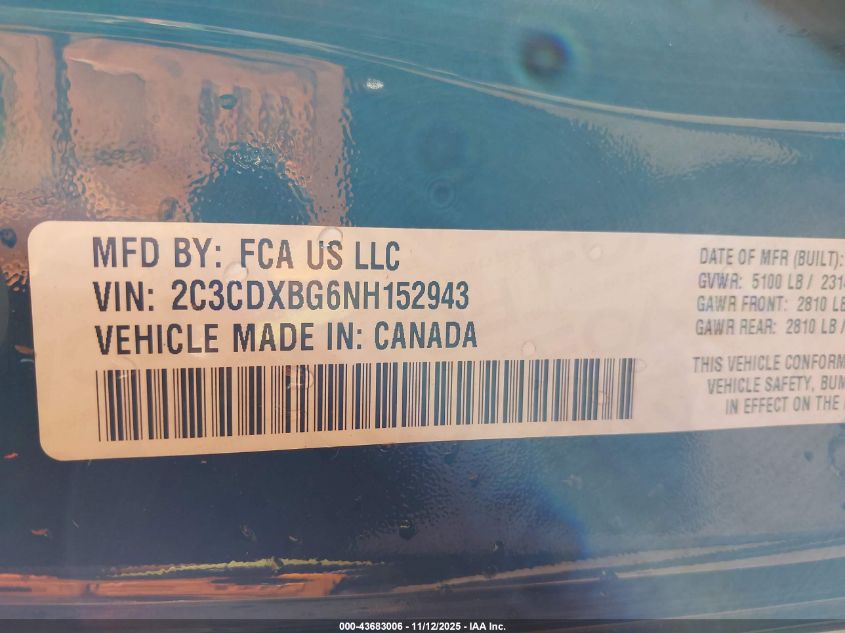 MFD BY: FCA US LLC
VIN: 2C3CDXBG6NH152943
VEHICLE MADE IN: CANADA
DATE OF MFR (BUILT):
GVWR: 5100 LB / 2314
GAWR FRONT: 2810 LB
GAWR REAR: 2810 LB /
THIS VEHICLE CONFORM
VEHICLE SAFETY, BUM
IN EFFECT ON THE
000-43683006 - 11/12/2025 - IAA Inc.